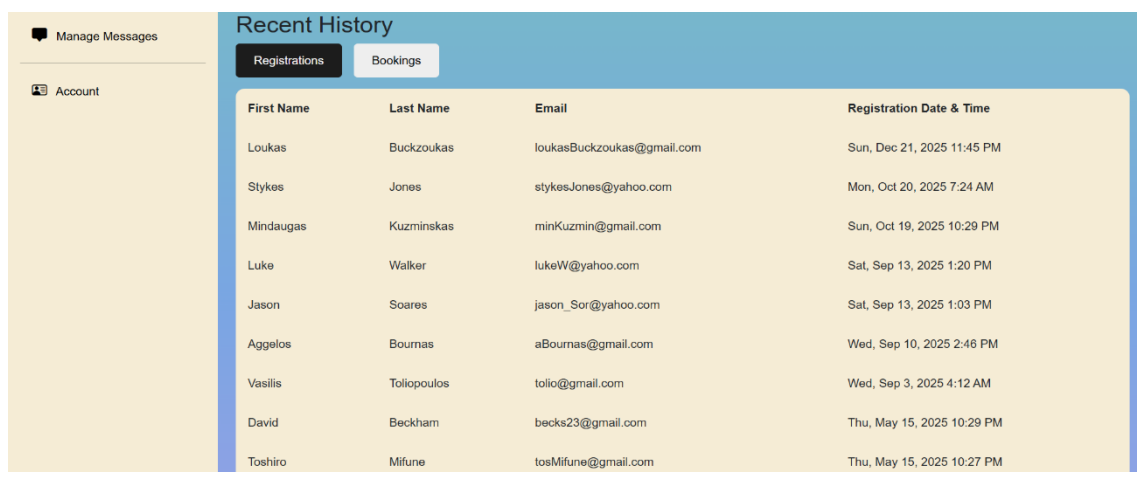 Manage Messages
Account
Recent History
Registrations Bookings
First Name Last Name Email Registration Date & Time
Loukas Buckzoukas loukasBuckzoukas@gmail.com Sun, Dec 21, 2025 11:45 PM
Stykes Jones stykesJones@yahoo.com Mon, Oct 20, 2025 7:24 AM
Mindaugas Kuzminskas minKuzmin@gmail.com Sun, Oct 19, 2025 10:29 PM
Luke Walker lukeW@yahoo.com Sat, Sep 13, 2025 1:20 PM
Jason Soares jason_Sor@yahoo.com Sat, Sep 13, 2025 1:03 PM
Aggelos Bournas aBournas@gmail.com Wed, Sep 10, 2025 2:46 PM
Vasilis Toliopoulos tolio@gmail.com Wed, Sep 3, 2025 4:12 AM
David Beckham becks23@gmail.com Thu, May 15, 2025 10:29 PM
Toshiro Mifune tosMifune@gmail.com Thu, May 15, 2025 10:27 PM